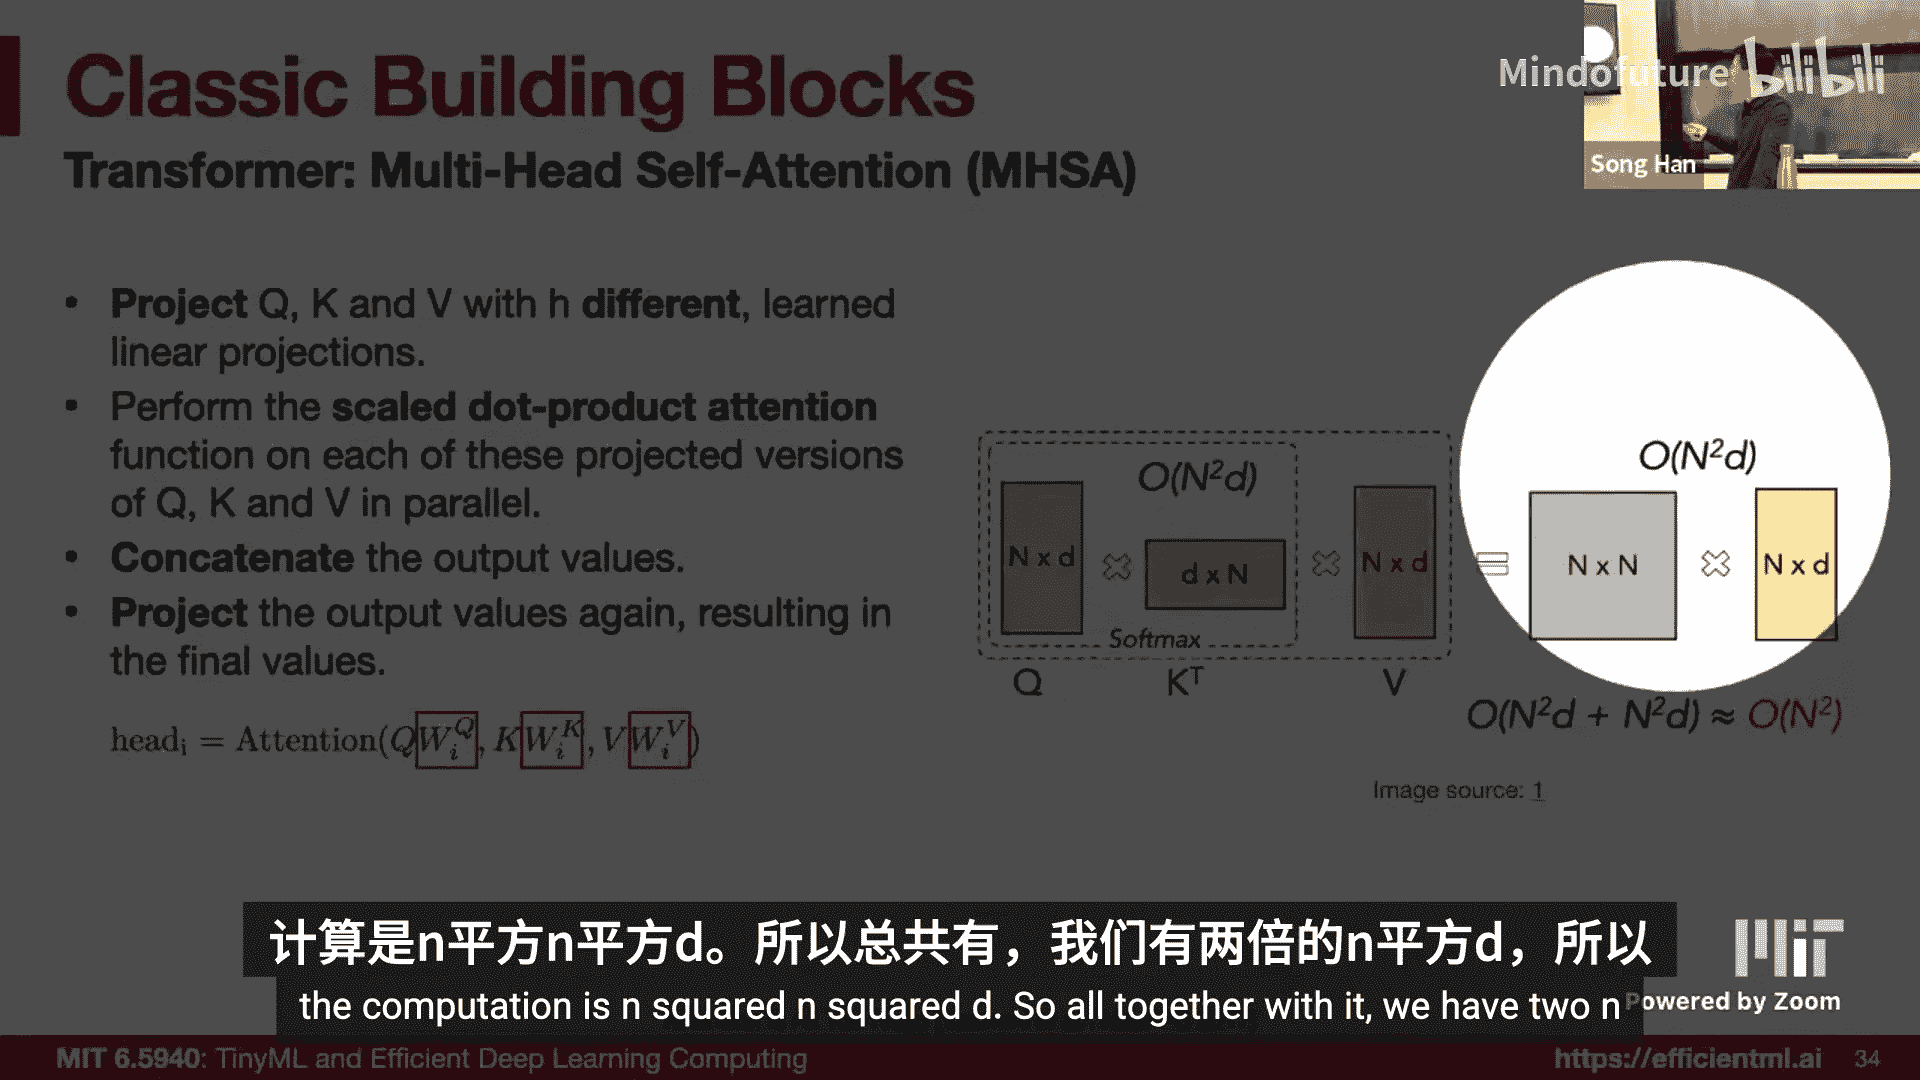 Classic Building Blocks
Transformer: Multi-Head Self-Attention (MHSA)
Mindofuture bilibili
Song Han
• Project Q, K and V with h different, learned
linear projections.
• Perform the scaled dot-product attention
function on each of these projected versions
of Q, K and V in parallel.
• Concatenate the output values.
• Project the output values again, resulting in
the final values.
headᵢ = Attention(QWᵢ^Q, KWᵢ^K, VWᵢ^V)
O(N²d)
N x d
d x N
N x d
Softmax
Q
Kᵀ
V
O(N²d)
N x N
N x d
O(N²d + N²d) ≈ O(N²)
Image source: 1
计算是n平方n平方d。所以总共有，我们有两倍的n平方d，所以
the computation is n squared n squared d. So all together with it, we have two n
MIT
Powered by Zoom
MIT 6.5940: TinyML and Efficient Deep Learning Computing
https://efficientml.ai
34